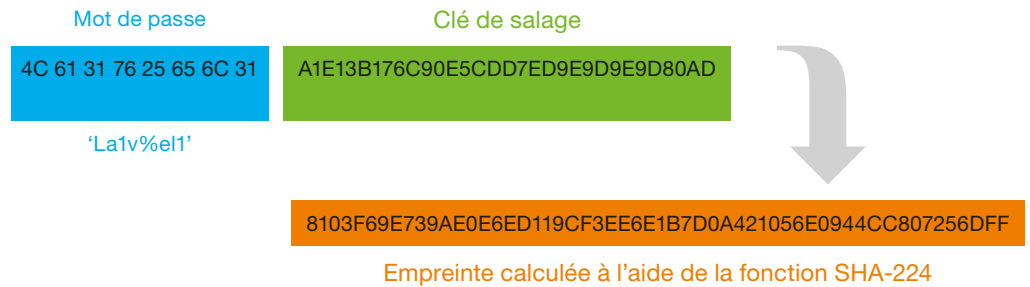 Mot de passe
Clé de salage
4C 61 31 76 25 65 6C 31
A1E13B176C90E5CDD7ED9E9D9E9D80AD
‘La1v%el1’
8103F69E739AE0E6ED119CF3EE6E1B7D0A421056E0944CC807256DFF
Empreinte calculée à l’aide de la fonction SHA-224